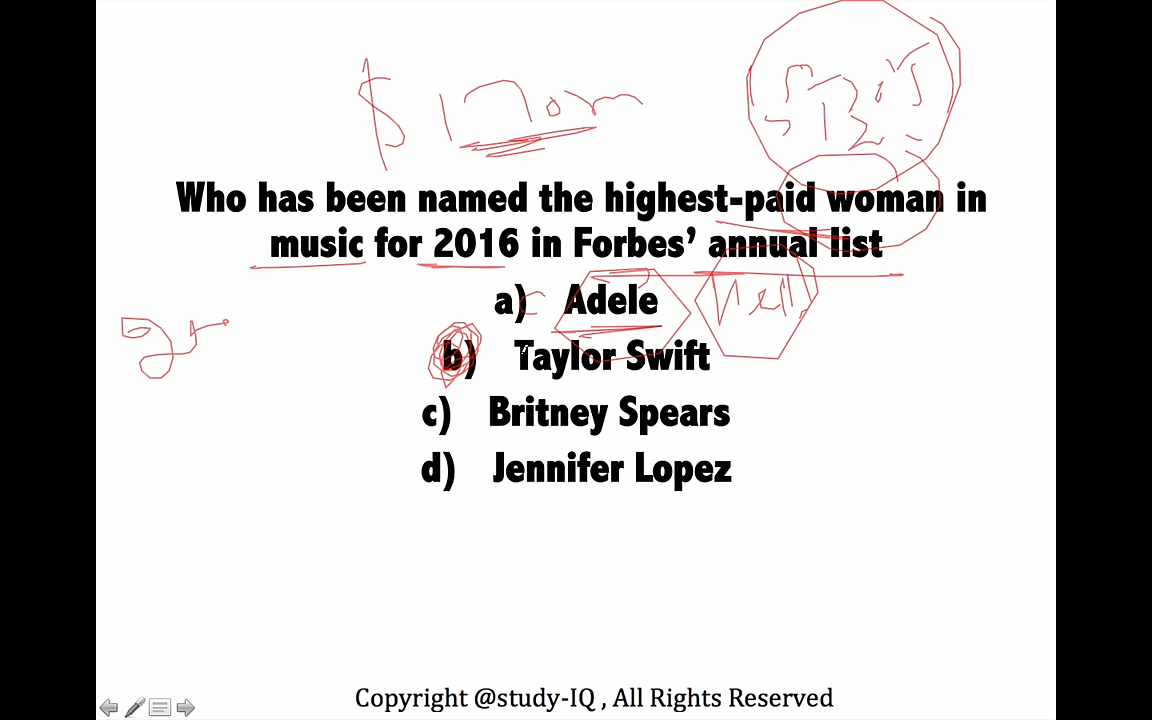 $ 170m
Who has been named the highest-paid woman in
music for 2016 in Forbes’ annual list
a) Adele
b) Taylor Swift
c) Britney Spears
d) Jennifer Lopez
Copyright @study-IQ , All Rights Reserved